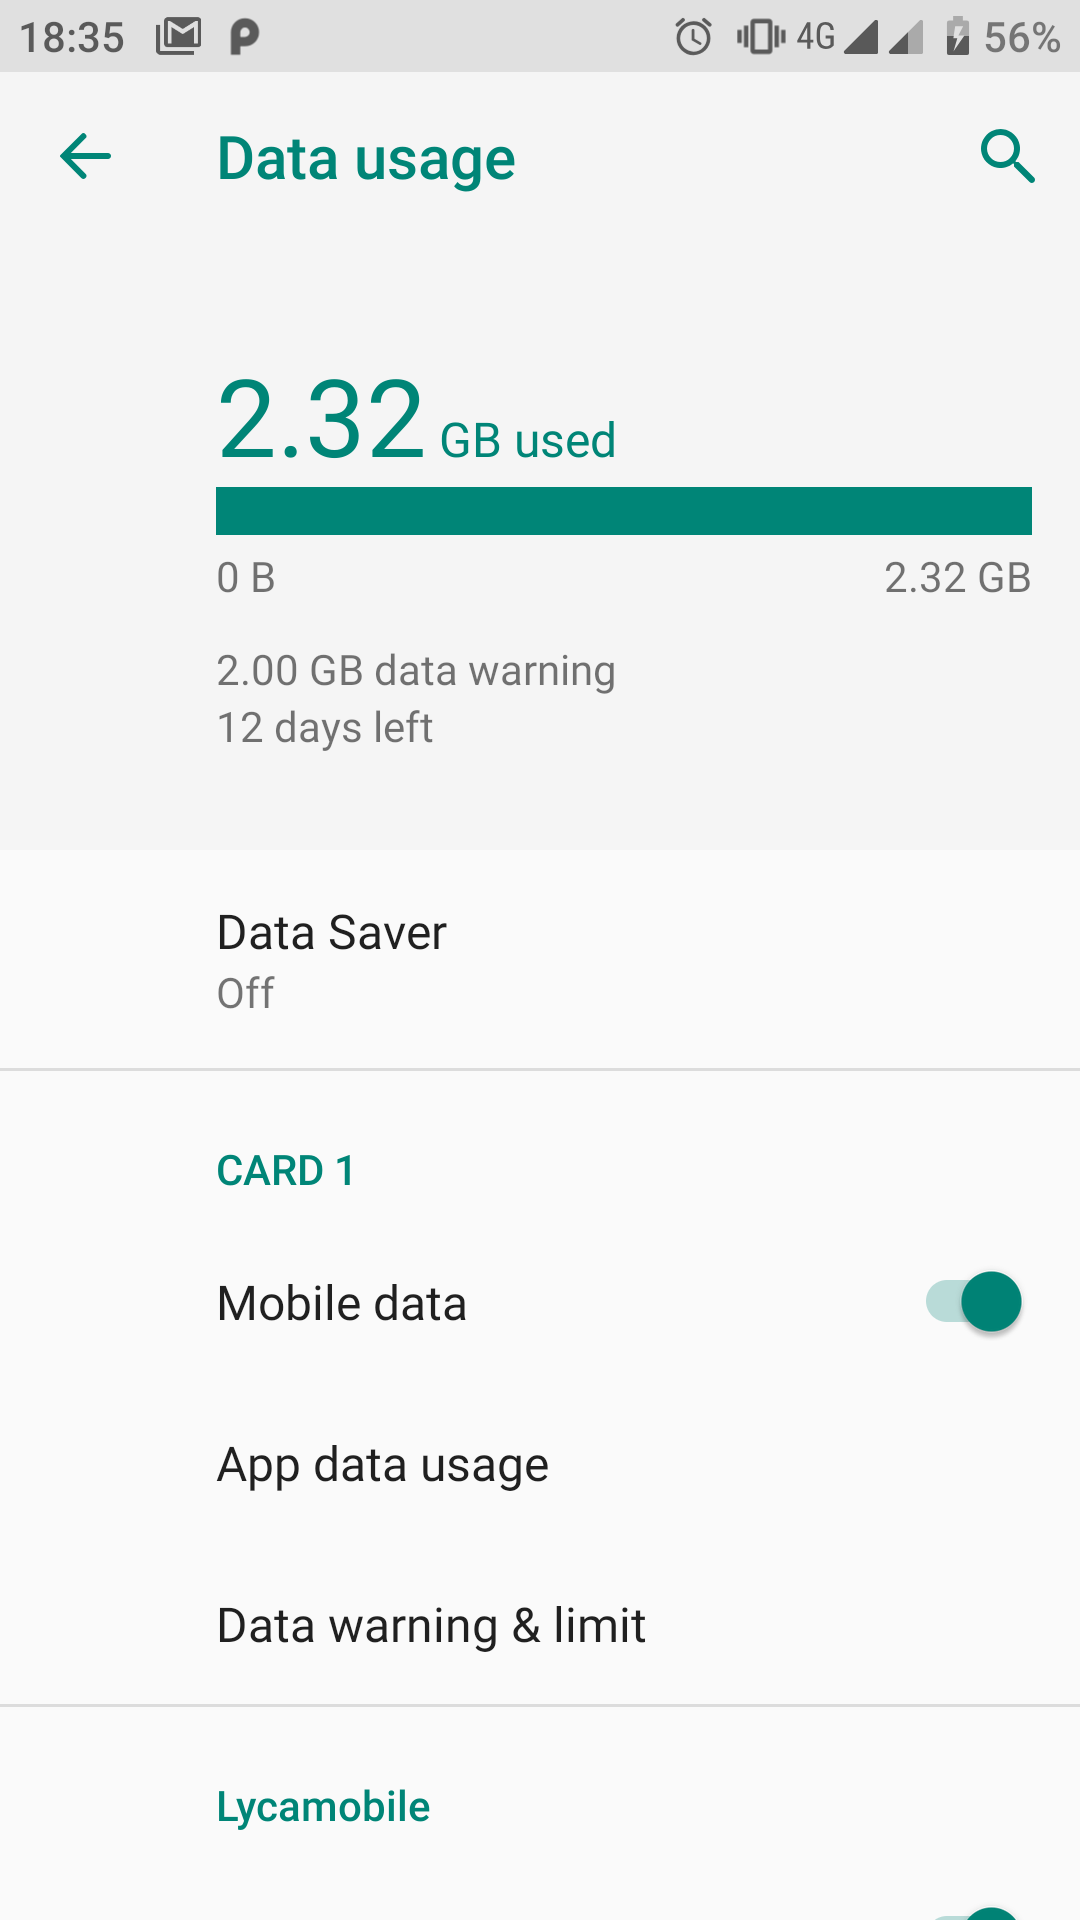 18:35 4G 56%
Data usage
2.32 GB used
0 B 2.32 GB
2.00 GB data warning
12 days left
Data Saver
Off
CARD 1
Mobile data
App data usage
Data warning & limit
Lycamobile